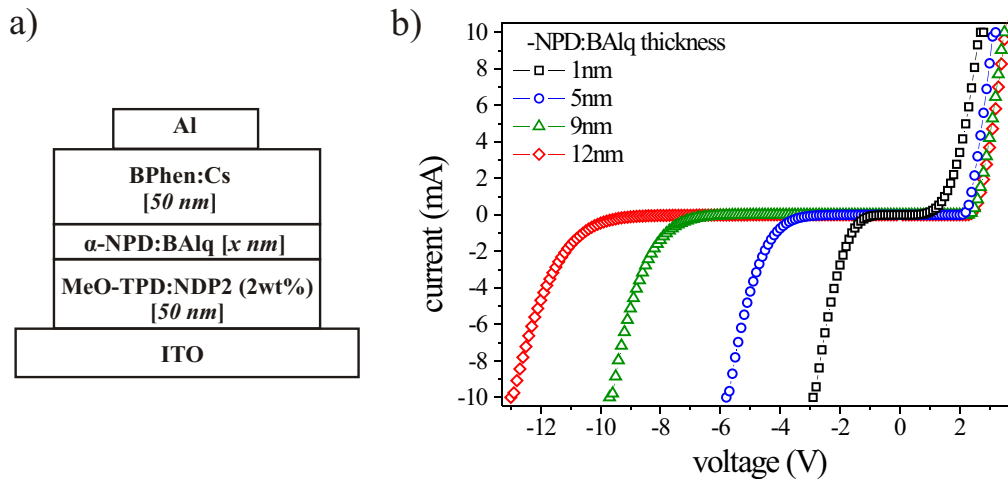 a)
Al
BPhen:Cs
[50 nm]
α-NPD:BAlq [x nm]
MeO-TPD:NDP2 (2wt%)
[50 nm]
ITO
b)
-NPD:BAlq thickness
1nm
5nm
9nm
12nm
10
8
6
4
2
0
-2
-4
-6
-8
-10
current (mA)
-12
-10
-8
-6
-4
-2
0
2
voltage (V)